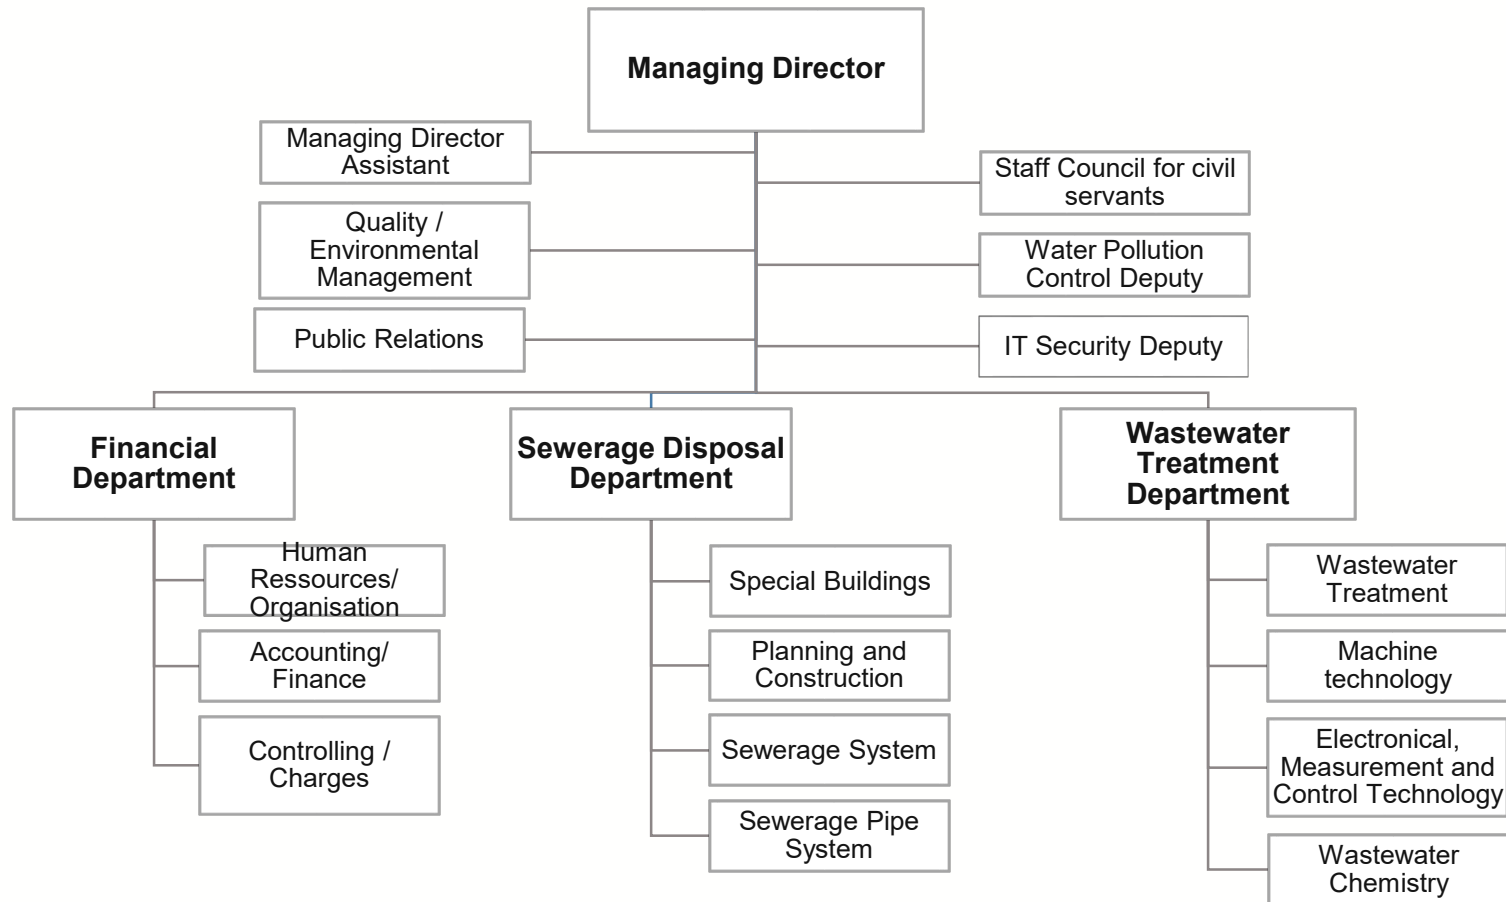 Managing Director
Managing Director
Assistant
Staff Council for civil
servants
Quality /
Environmental
Management
Water Pollution
Control Deputy
Public Relations
IT Security Deputy
Financial
Department
Sewerage Disposal
Department
Wastewater
Treatment
Department
Human
Ressources/
Organisation
Accounting/
Finance
Controlling /
Charges
Special Buildings
Planning and
Construction
Sewerage System
Sewerage Pipe
System
Wastewater
Treatment
Machine
technology
Electronical,
Measurement and
Control Technology
Wastewater
Chemistry